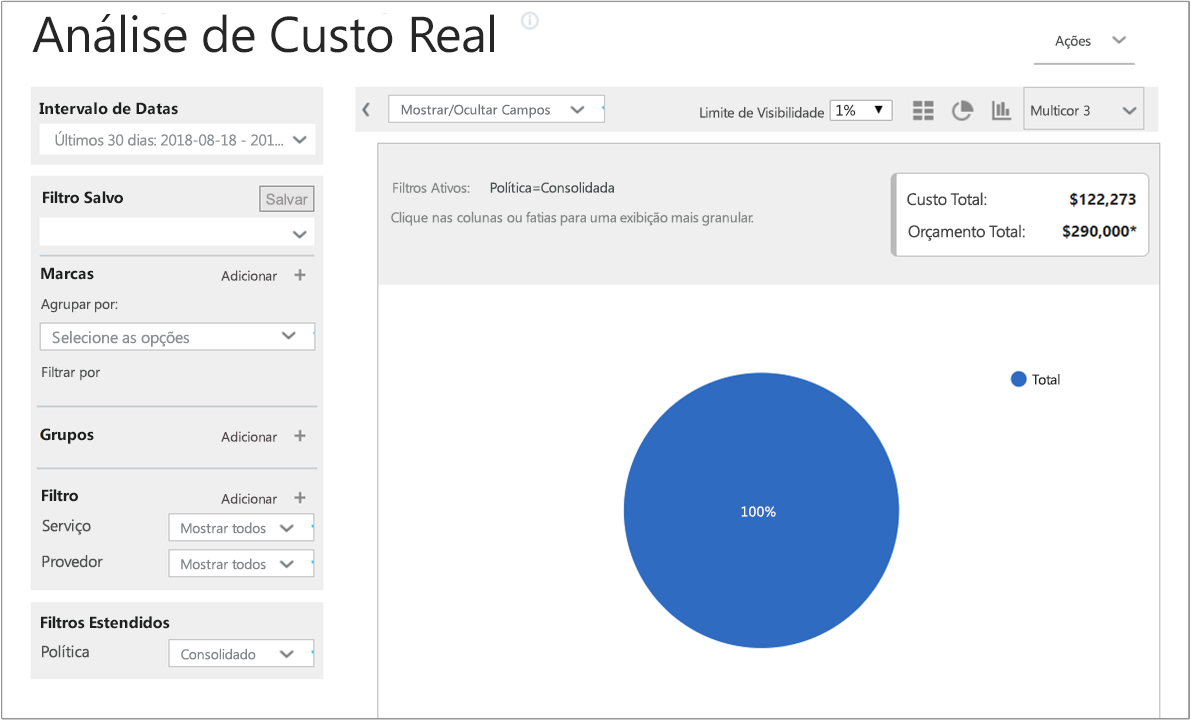 Análise de Custo Real
Ações
Intervalo de Datas
Últimos 30 dias: 2018-08-18 - 201...
Filtro Salvo
Salvar
Marcas
Adicionar +
Agrupar por:
Selecione as opções
Filtrar por
Grupos
Adicionar +
Filtro
Adicionar +
Serviço
Mostrar todos
Provedor
Mostrar todos
Filtros Estendidos
Política
Consolidado
Mostrar/Ocultar Campos
Limite de Visibilidade 1%
Multicor 3
Filtros Ativos: Política=Consolidada
Clique nas colunas ou fatias para uma exibição mais granular.
Custo Total: $122,273
Orçamento Total: $290,000*
Total
100%